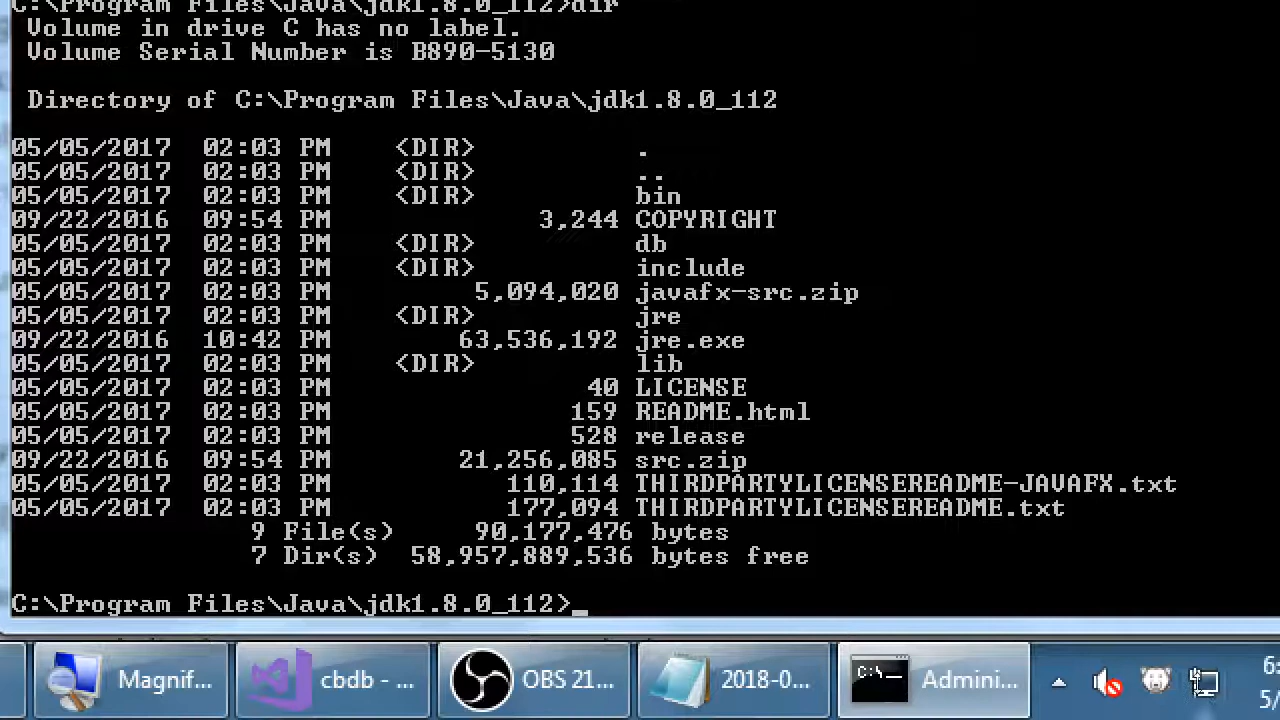 C:\Program Files\Java\jdk1.8.0_112>dir
 Volume in drive C has no label.
 Volume Serial Number is B890-5130

 Directory of C:\Program Files\Java\jdk1.8.0_112

05/05/2017  02:03 PM    <DIR>          .
05/05/2017  02:03 PM    <DIR>          ..
05/05/2017  02:03 PM    <DIR>          bin
09/22/2016  09:54 PM             3,244 COPYRIGHT
05/05/2017  02:03 PM    <DIR>          db
05/05/2017  02:03 PM    <DIR>          include
05/05/2017  02:03 PM         5,094,020 javafx-src.zip
05/05/2017  02:03 PM    <DIR>          jre
09/22/2016  10:42 PM        63,536,192 jre.exe
05/05/2017  02:03 PM    <DIR>          lib
05/05/2017  02:03 PM                40 LICENSE
05/05/2017  02:03 PM               159 README.html
05/05/2017  02:03 PM               528 release
09/22/2016  09:54 PM        21,256,085 src.zip
05/05/2017  02:03 PM           110,114 THIRDPARTYLICENSEREADME-JAVAFX.txt
05/05/2017  02:03 PM           177,094 THIRDPARTYLICENSEREADME.txt
               9 File(s)     90,177,476 bytes
               7 Dir(s)  58,957,889,536 bytes free

C:\Program Files\Java\jdk1.8.0_112>_
Magnif... cbdb - ... OBS 21... 2018-0... C:\_ Admini... 6:
5/